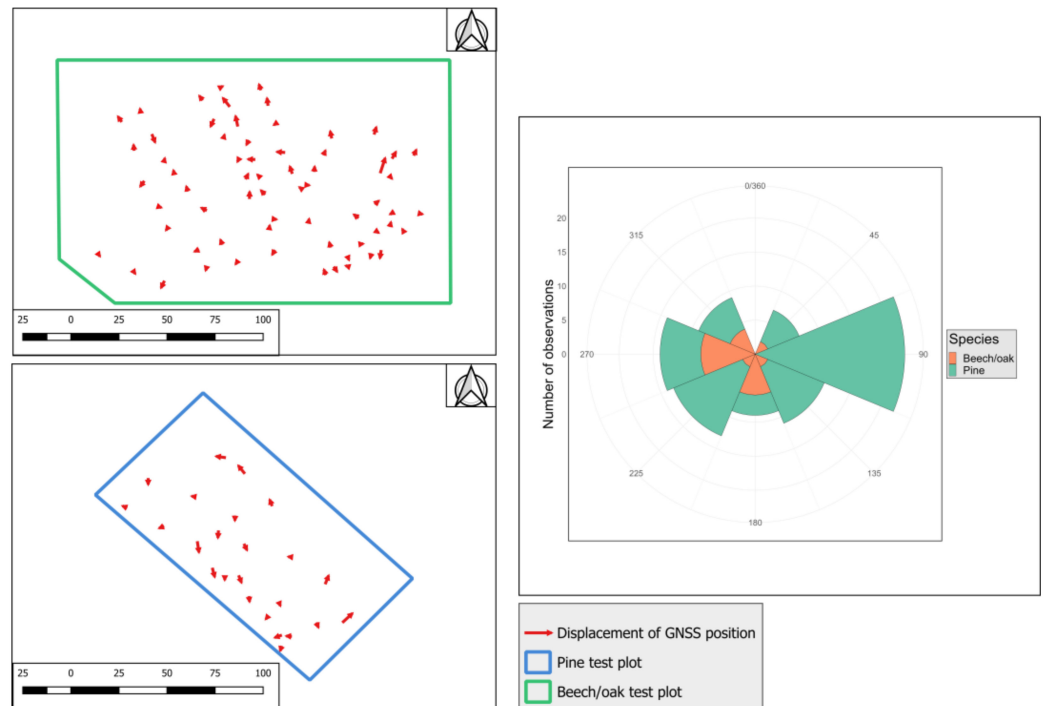 25 0 25 50 75 100
25 0 25 50 75 100
Number of observations
20
15
10
5
0
0/360
45
90
135
180
225
270
315
Species
Beech/oak
Pine
Displacement of GNSS position
Pine test plot
Beech/oak test plot